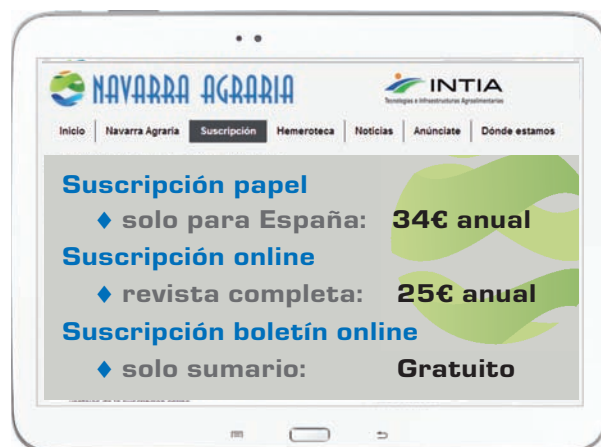 NAVARRA AGRARIA
INTIA
Tecnologías e Infraestructuras Agroalimentarias
Inicio Navarra Agraria Suscripción Hemeroteca Noticias Anúnciate Dónde estamos
Suscripción papel
♦ solo para España: 34€ anual
Suscripción online
♦ revista completa: 25€ anual
Suscripción boletín online
♦ solo sumario: Gratuito